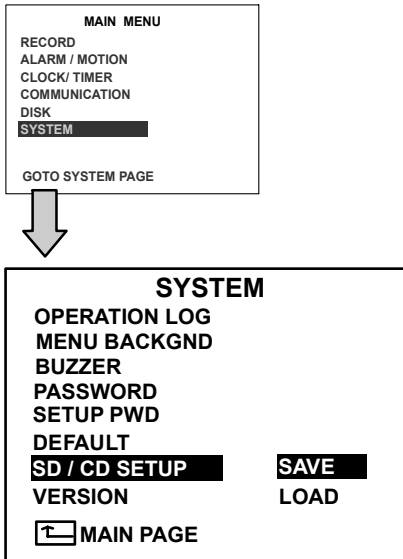 MAIN MENU
RECORD
ALARM / MOTION
CLOCK/ TIMER
COMMUNICATION
DISK
SYSTEM
GOTO SYSTEM PAGE
SYSTEM
OPERATION LOG
MENU BACKGND
BUZZER
PASSWORD
SETUP PWD
DEFAULT
SD / CD SETUP SAVE
VERSION LOAD
MAIN PAGE